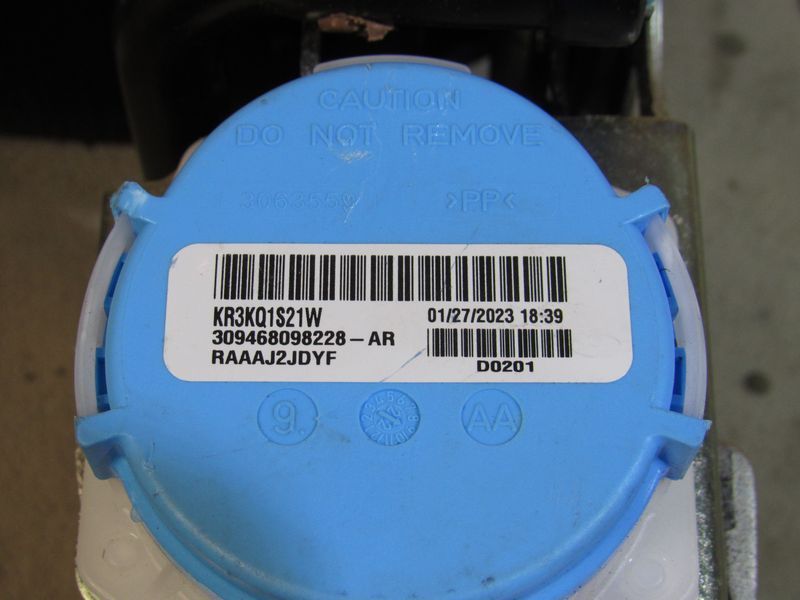 CAUTION
DO NOT REMOVE
>PP<
KR3KQ1S21W
01/27/2023 18:39
309468098228-AR
RAAAJ2JDYF
D0201
9.
AA